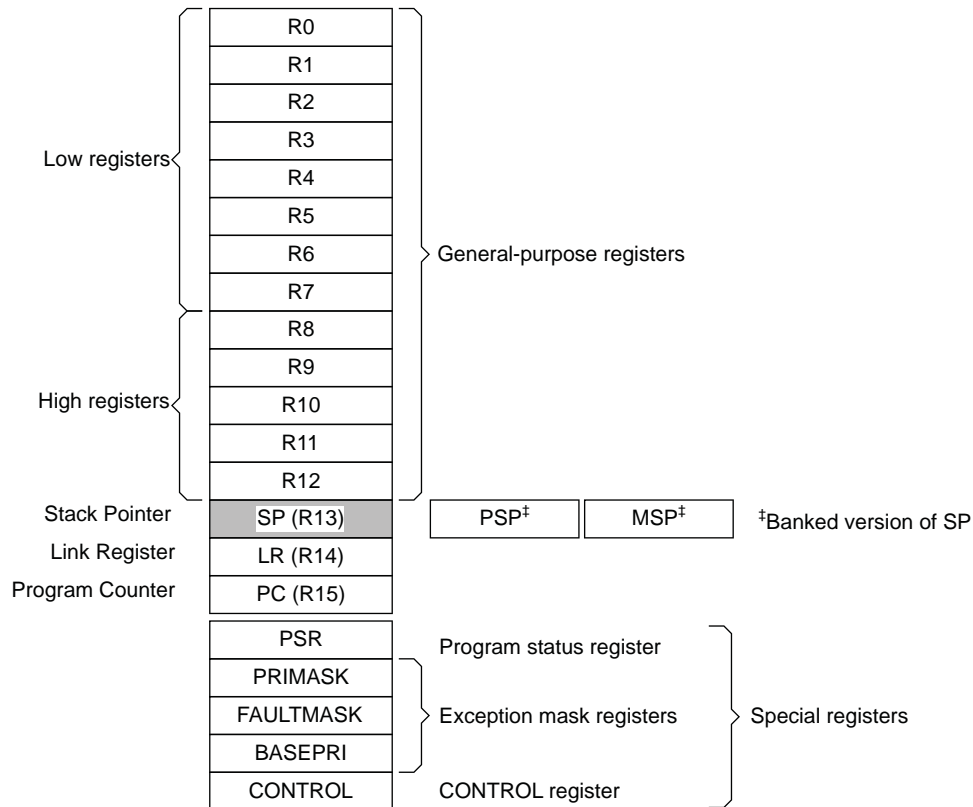 R0
R1
R2
R3
Low registers
R4
R5
R6
General-purpose registers
R7
R8
R9
High registers
R10
R11
R12
Stack Pointer
SP (R13)
PSP‡
MSP‡
‡Banked version of SP
Link Register
LR (R14)
Program Counter
PC (R15)
PSR
Program status register
PRIMASK
FAULTMASK
Exception mask registers
Special registers
BASEPRI
CONTROL
CONTROL register